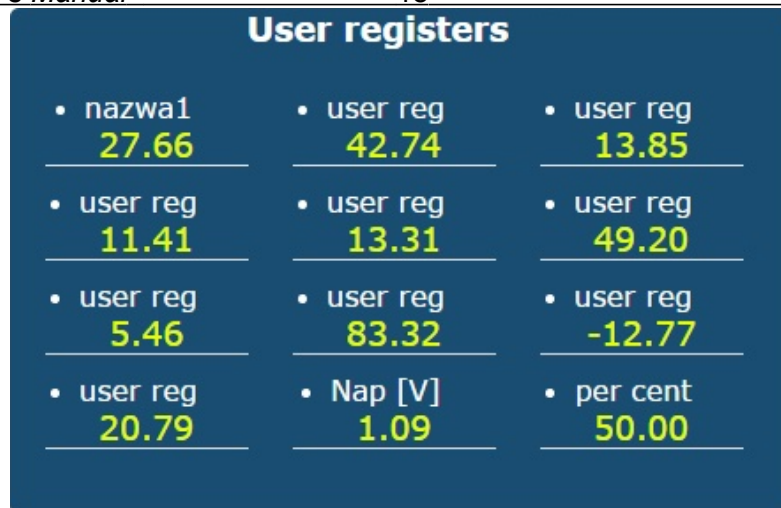 User registers
• nazwa1 • user reg • user reg
27.66 42.74 13.85
• user reg • user reg • user reg
11.41 13.31 49.20
• user reg • user reg • user reg
5.46 83.32 -12.77
• user reg • Nap [V] • per cent
20.79 1.09 50.00